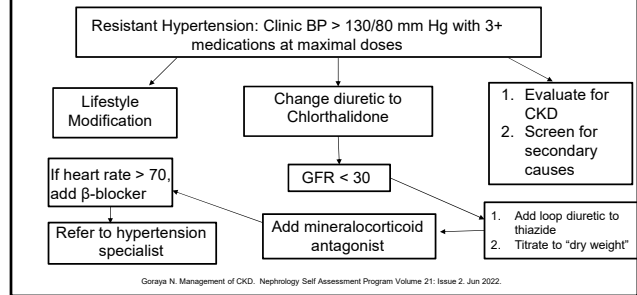 Resistant Hypertension: Clinic BP > 130/80 mm Hg with 3+
medications at maximal doses
Lifestyle
Modification
Change diuretic to
Chlorthalidone
1. Evaluate for
CKD
2. Screen for
secondary
causes
If heart rate > 70,
add β-blocker
GFR < 30
Refer to hypertension
specialist
Add mineralocorticoid
antagonist
1. Add loop diuretic to
thiazide
2. Titrate to “dry weight”
Goraya N. Management of CKD. Nephrology Self Assessment Program Volume 21: Issue 2. Jun 2022.